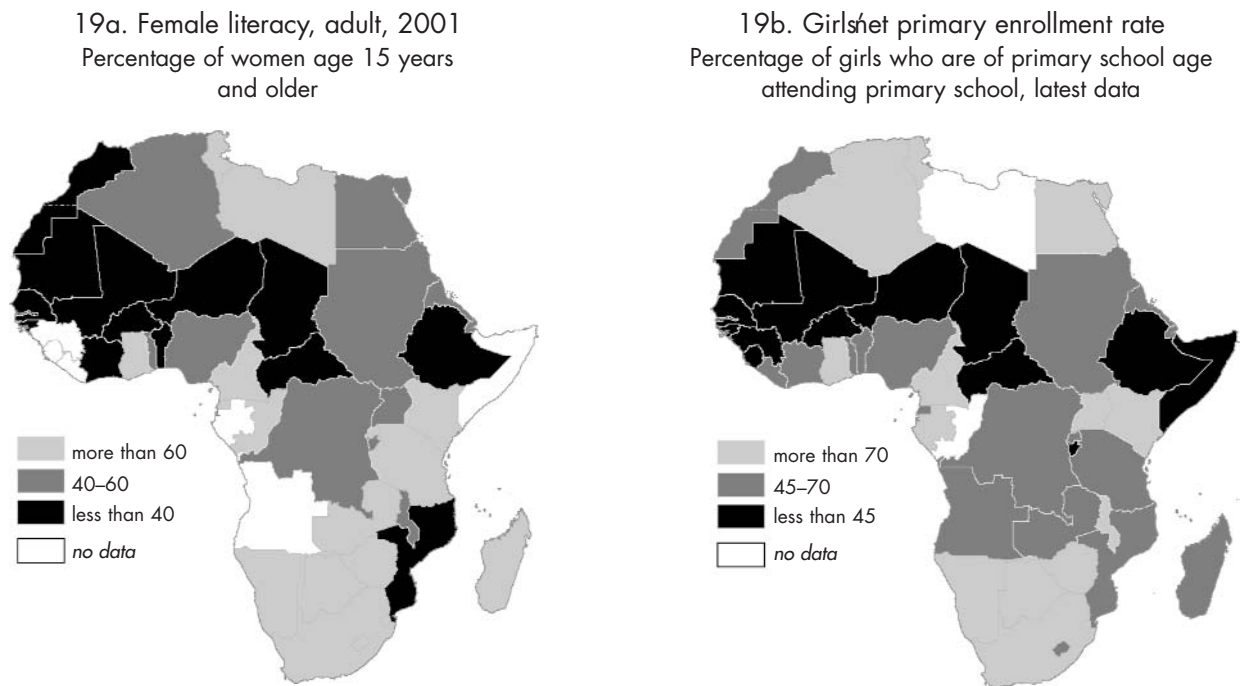 19a. Female literacy, adult, 2001
Percentage of women age 15 years
and older
more than 60
40–60
less than 40
no data
19b. Girlsńet primary enrollment rate
Percentage of girls who are of primary school age
attending primary school, latest data
more than 70
45–70
less than 45
no data